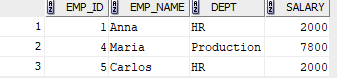 EMP_ID EMP_NAME DEPT SALARY
1 1 Anna HR 2000
2 4 Maria Production 7800
3 5 Carlos HR 2000